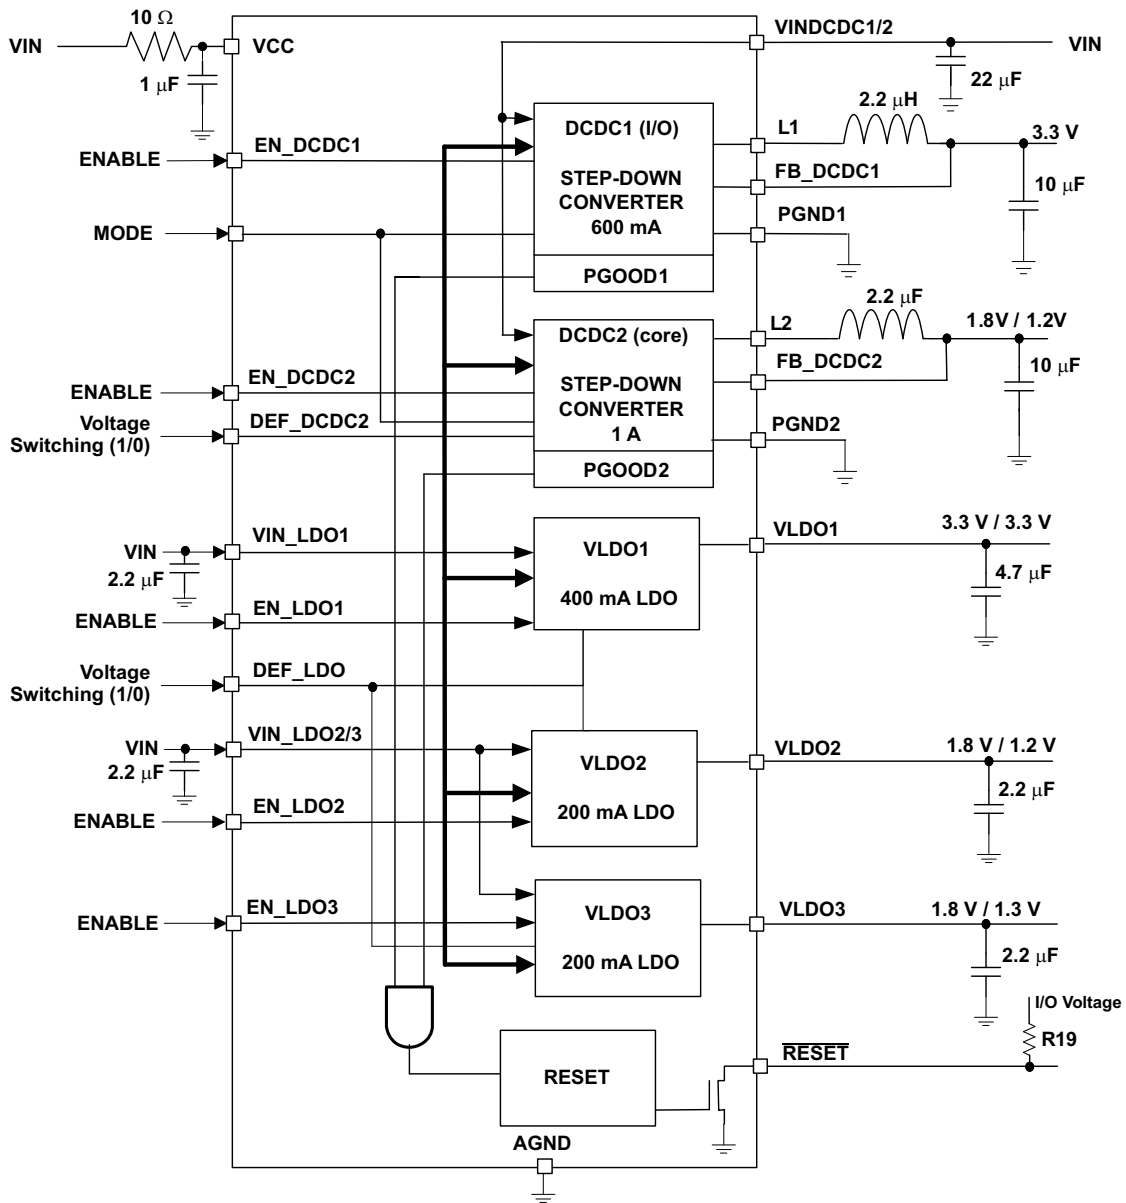 10 Ω
VIN
VCC
1 μF
VINDCDC1/2
VIN
22 μF
ENABLE
EN_DCDC1
DCDC1 (I/O)
STEP-DOWN
CONVERTER
600 mA
PGOOD1
L1
2.2 μH
3.3 V
FB_DCDC1
10 μF
PGND1
MODE
DCDC2 (core)
STEP-DOWN
CONVERTER
1 A
PGOOD2
L2
2.2 μF
1.8V / 1.2V
FB_DCDC2
10 μF
PGND2
ENABLE
EN_DCDC2
Voltage
Switching (1/0)
DEF_DCDC2
VIN
2.2 μF
VIN_LDO1
VLDO1
400 mA LDO
VLDO1
3.3 V / 3.3 V
4.7 μF
ENABLE
EN_LDO1
Voltage
Switching (1/0)
DEF_LDO
VIN
2.2 μF
VIN_LDO2/3
VLDO2
200 mA LDO
VLDO2
1.8 V / 1.2 V
2.2 μF
ENABLE
EN_LDO2
ENABLE
EN_LDO3
VLDO3
200 mA LDO
VLDO3
1.8 V / 1.3 V
2.2 μF
I/O Voltage
R19
RESET
RESET
AGND